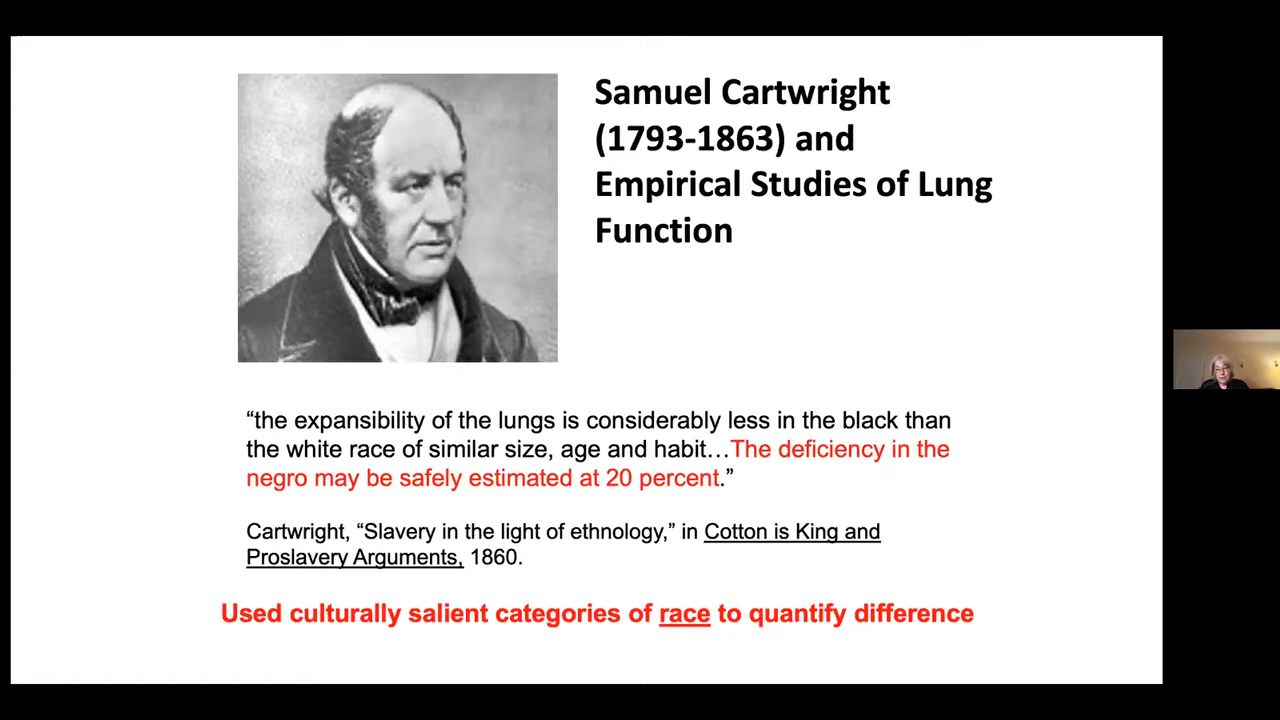 Samuel Cartwright
(1793-1863) and
Empirical Studies of Lung
Function
“the expansibility of the lungs is considerably less in the black than
the white race of similar size, age and habit…The deficiency in the
negro may be safely estimated at 20 percent.”
Cartwright, “Slavery in the light of ethnology,” in Cotton is King and
Proslavery Arguments, 1860.
Used culturally salient categories of race to quantify difference